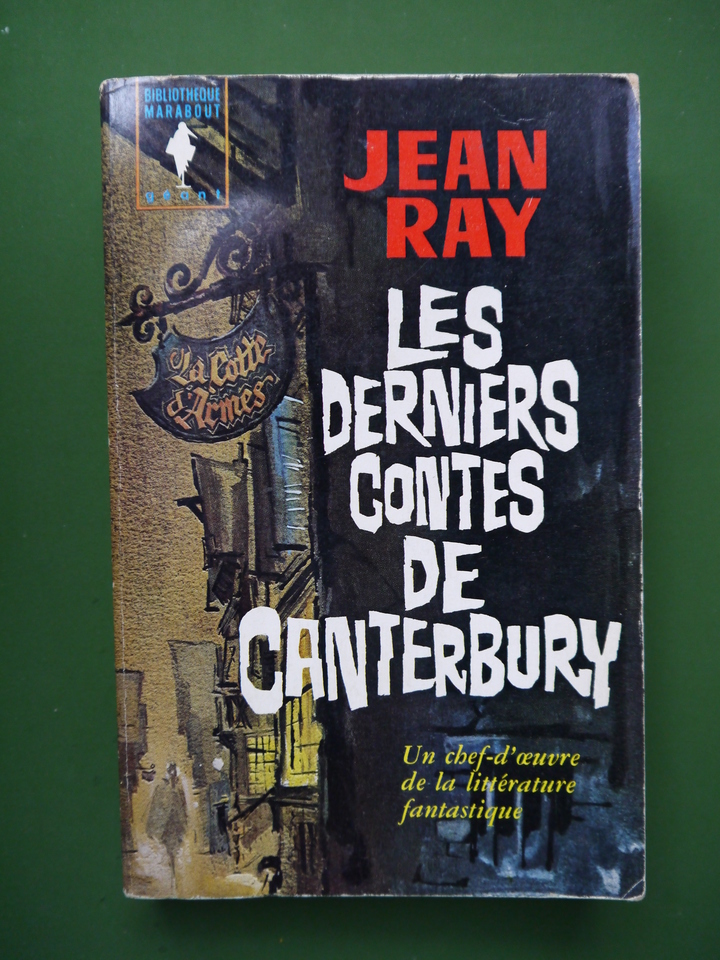 BIBLIOTHEQUE
MARABOUT
géant
JEAN
RAY
La Cotte
d'Armes
LES
DERNIERS
CONTES
DE
CANTERBURY
Un chef-d'œuvre
de la littérature
fantastique